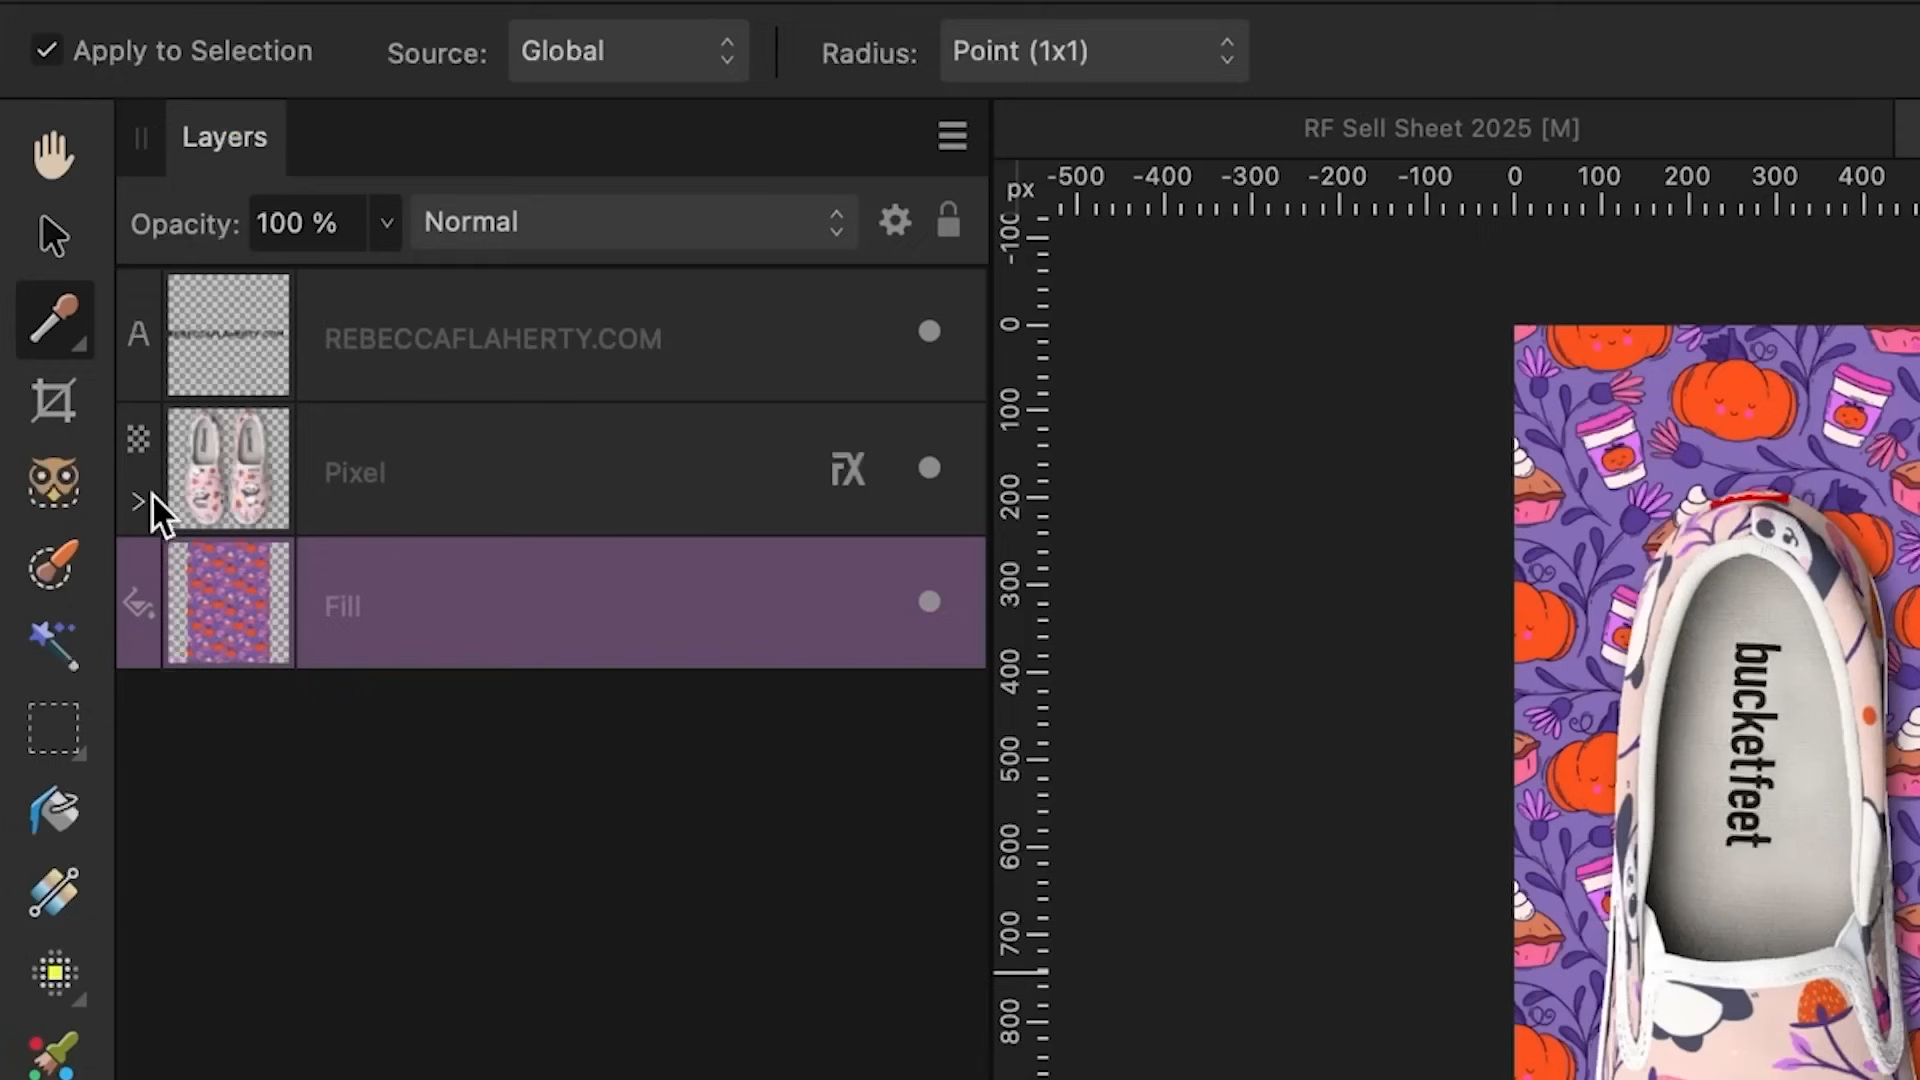 Apply to Selection Source: Global Radius: Point (1x1)
Layers
RF Sell Sheet 2025 [M]
px -500 -400 -300 -200 -100 0 100 200 300 400
Opacity: 100 % Normal
A REBECCAFLAHERTY.COM
Pixel FX
Fill
-100
0
100
200
300
400
500
600
700
800
bucketfeet